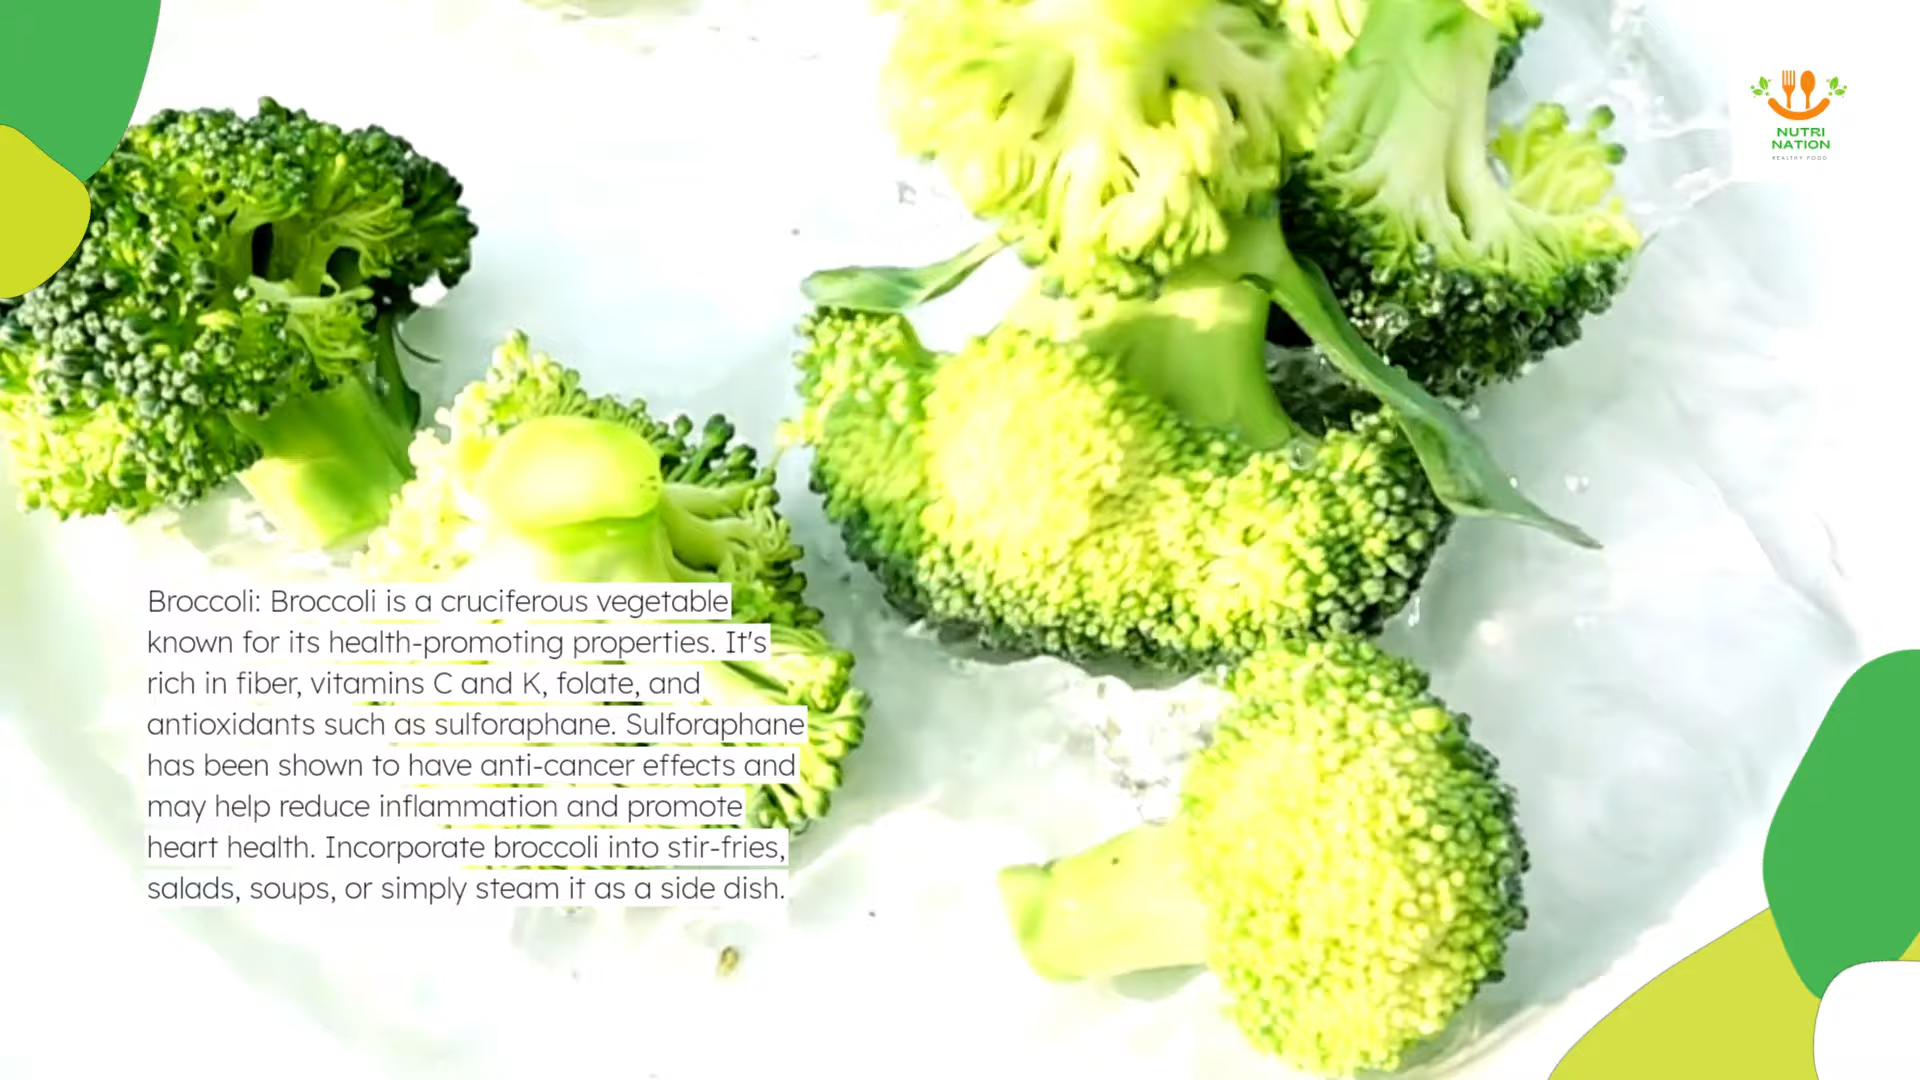 NUTRI
NATION
HEALTHY FOOD
Broccoli: Broccoli is a cruciferous vegetable
known for its health-promoting properties. It's
rich in fiber, vitamins C and K, folate, and
antioxidants such as sulforaphane. Sulforaphane
has been shown to have anti-cancer effects and
may help reduce inflammation and promote
heart health. Incorporate broccoli into stir-fries,
salads, soups, or simply steam it as a side dish.